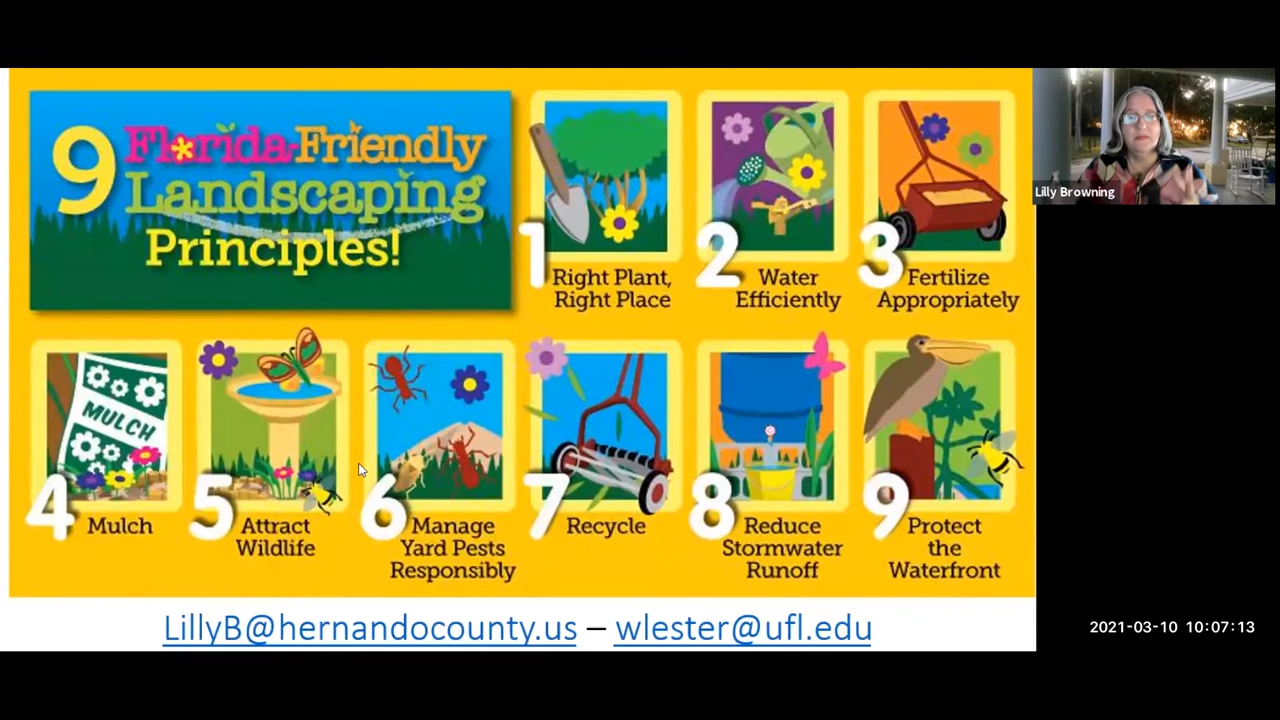 9 Florida-Friendly
Landscaping
Principles!
1 Right Plant,
Right Place
2 Water
Efficiently
3 Fertilize
Appropriately
Lilly Browning
MULCH
4 Mulch
5 Attract
Wildlife
6 Manage
Yard Pests
Responsibly
7 Recycle
8 Reduce
Stormwater
Runoff
9 Protect
the
Waterfront
LillyB@hernandocounty.us – wlester@ufl.edu
2021-03-10 10:07:13